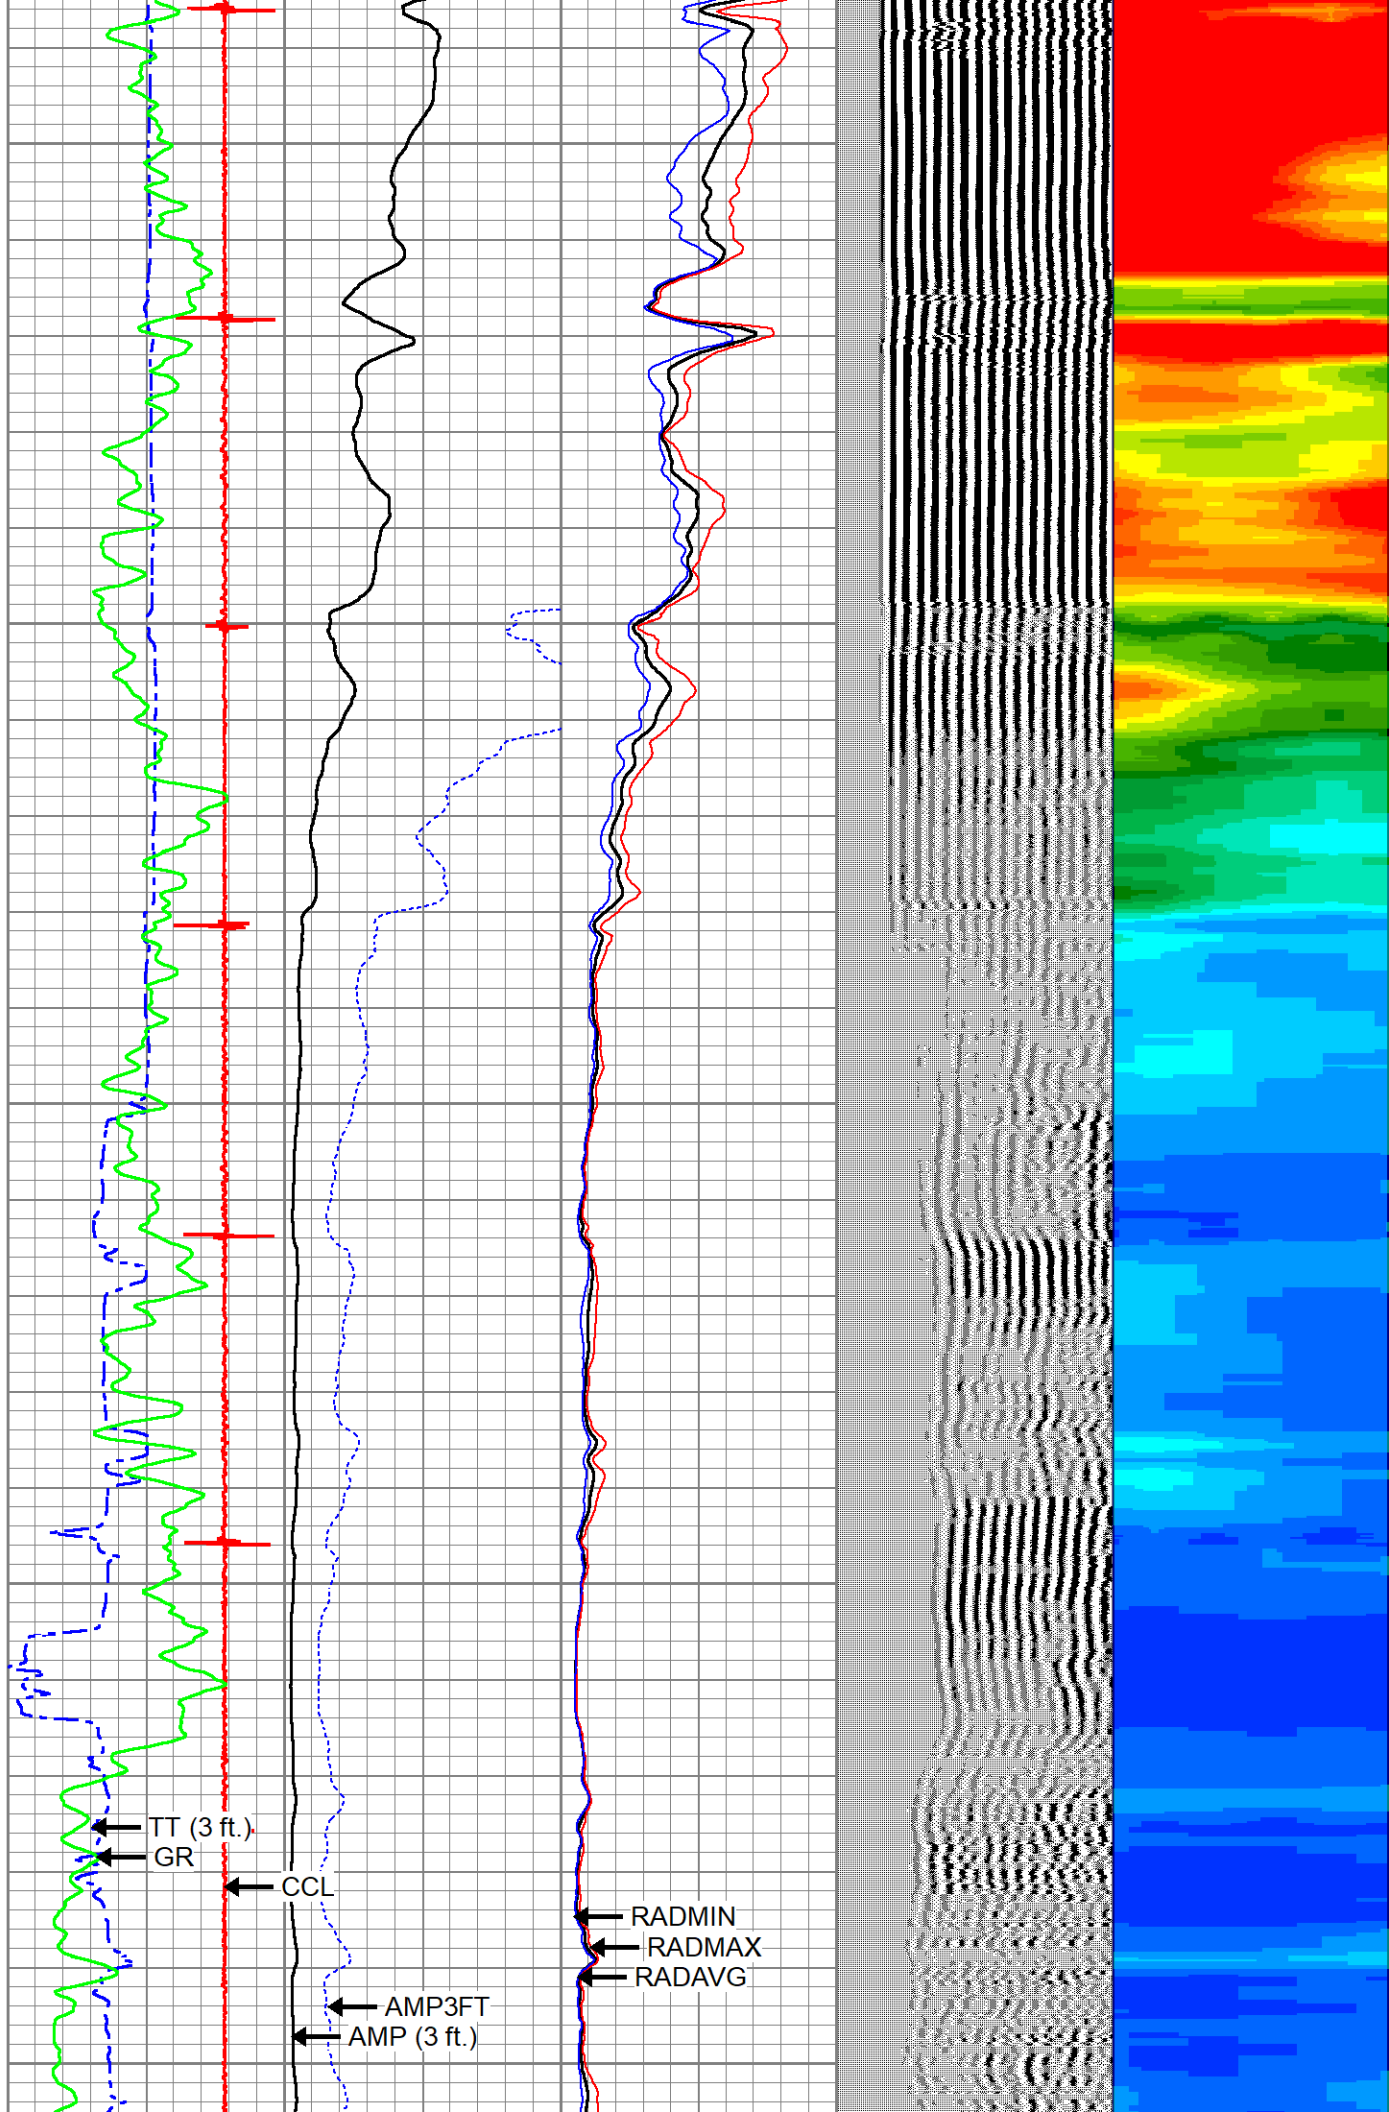 TT (3 ft.)
GR
CCL
RADMIN
RADMAX
RADAVG
AMP3FT
AMP (3 ft.)